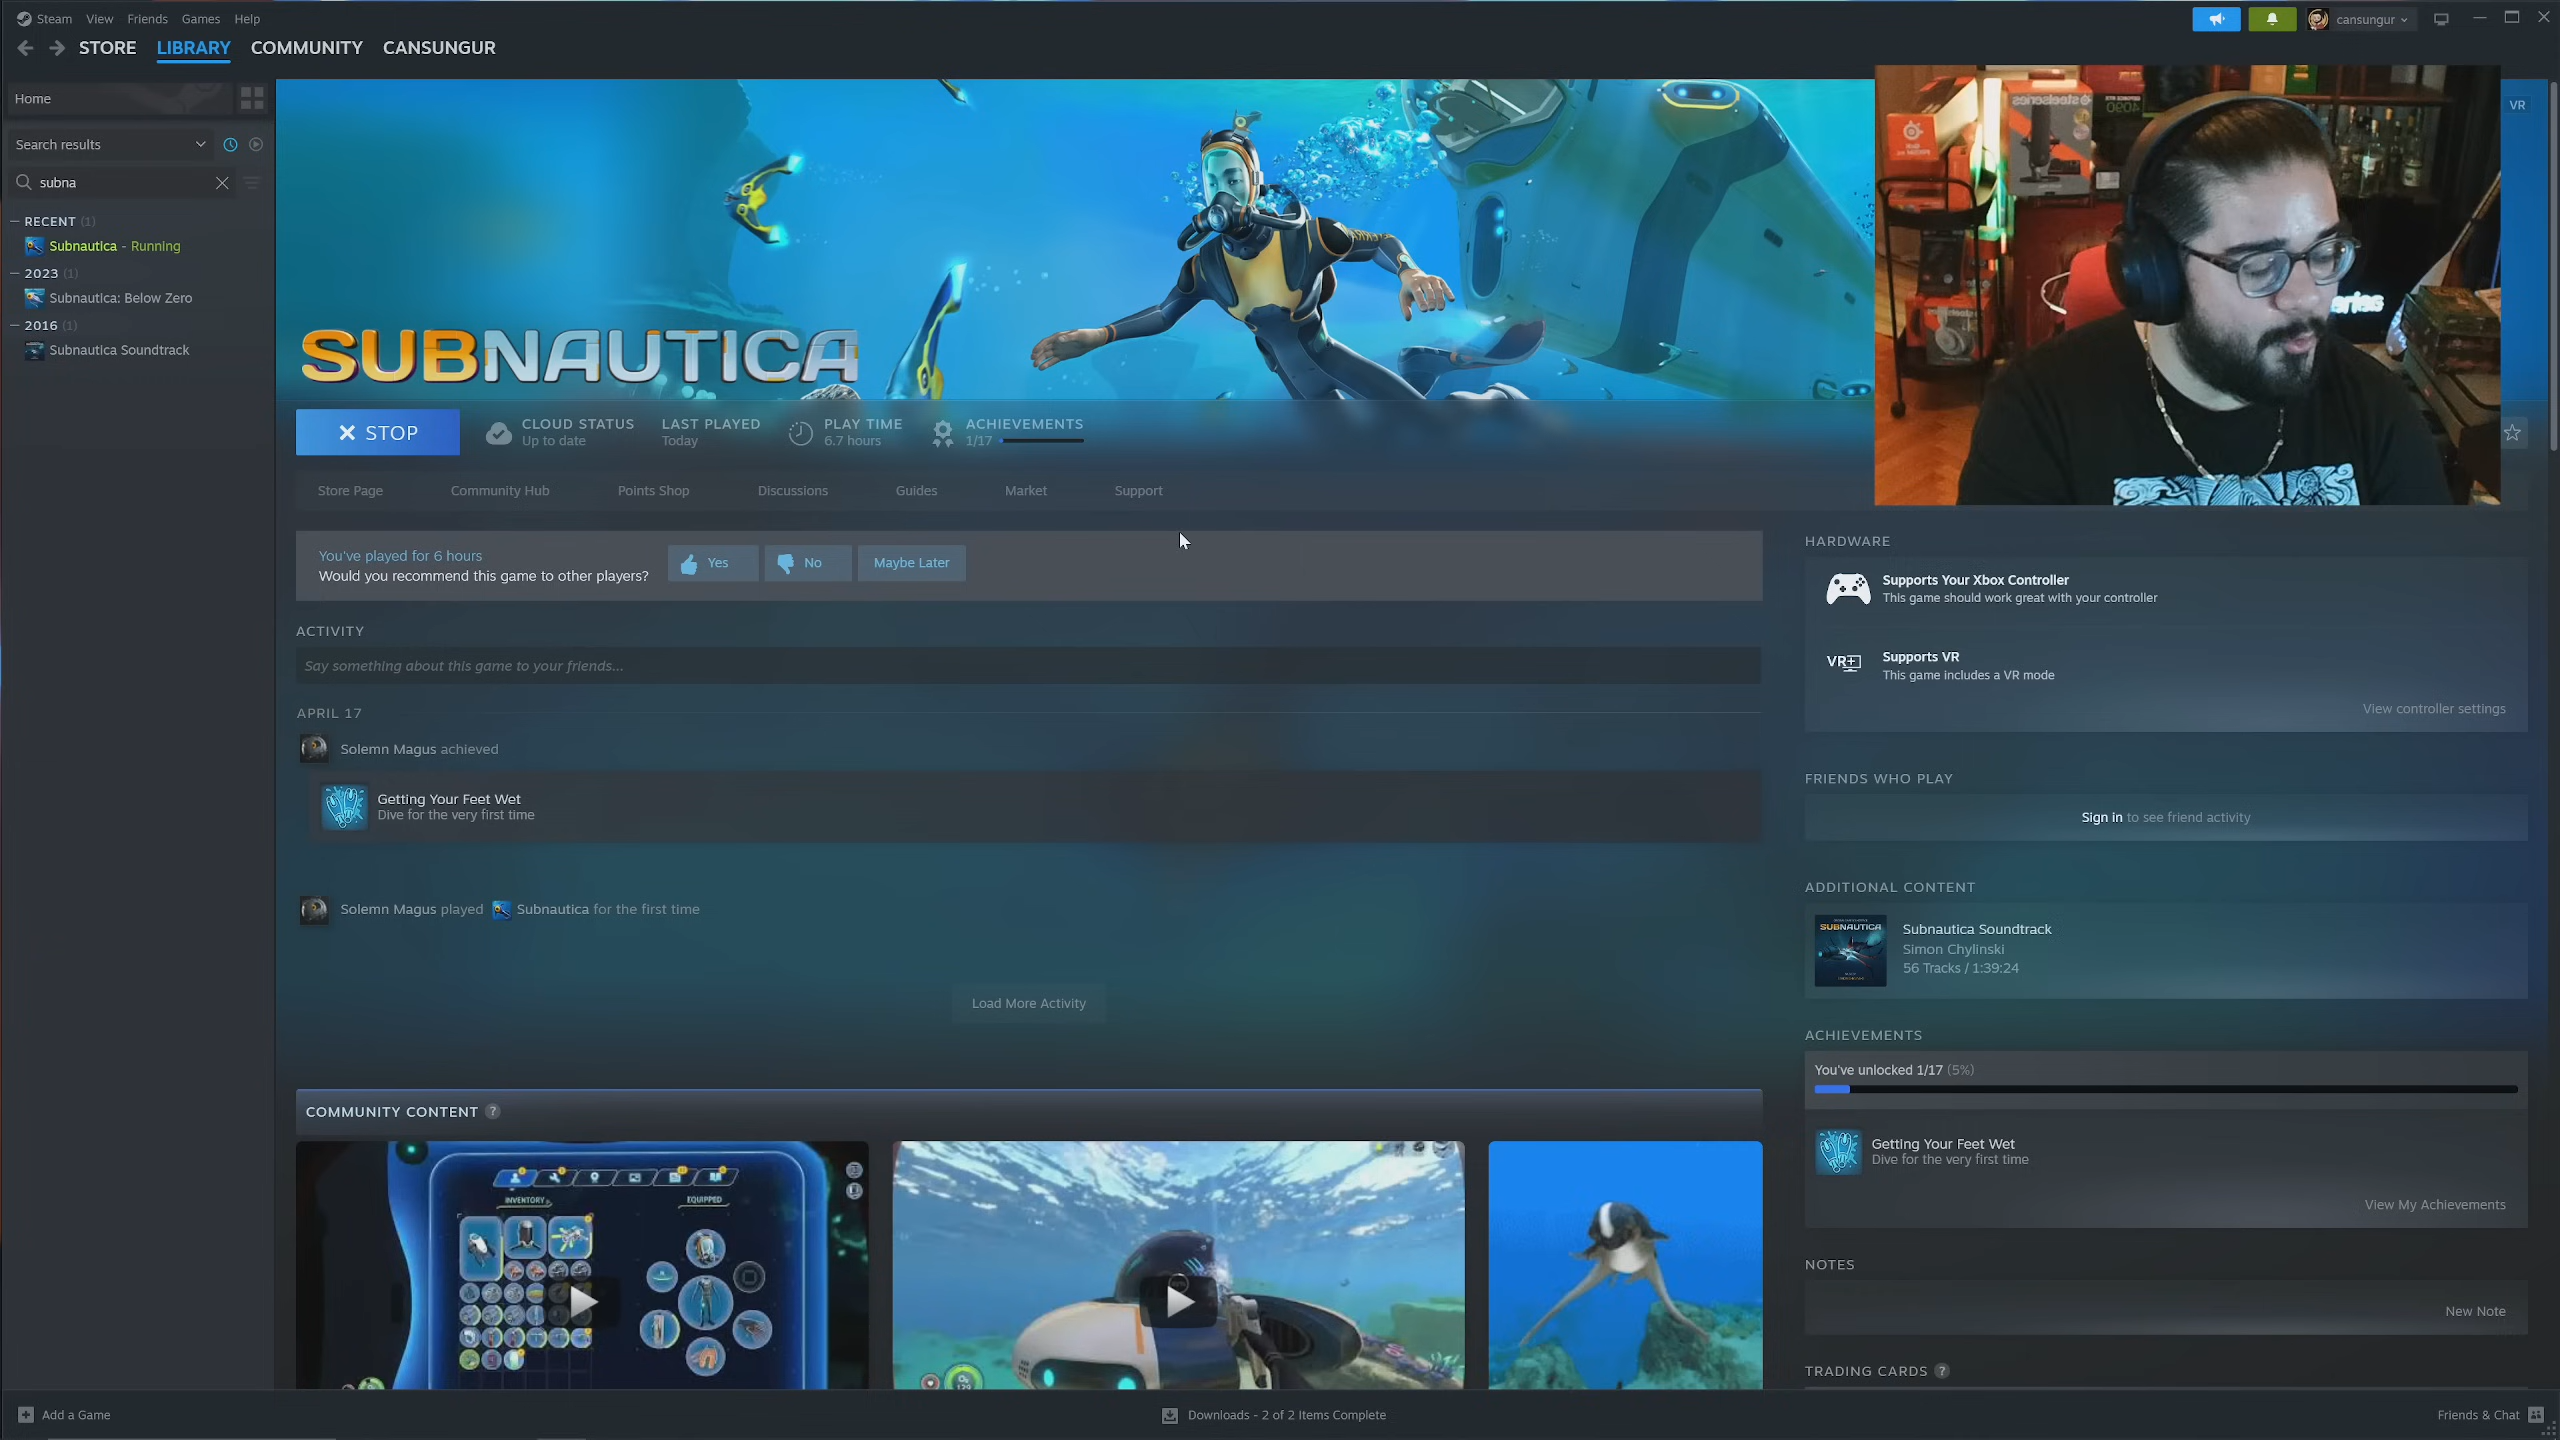 Steam View Friends Games Help
cansungur
STORE LIBRARY COMMUNITY CANSUNGUR
Home
VR
steelseries
4090
Search results
subna
RECENT (1)
Subnautica - Running
2023 (1)
Subnautica: Below Zero
2016 (1)
Subnautica Soundtrack
SUBNAUTICA
STOP
CLOUD STATUS
Up to date
LAST PLAYED
Today
PLAY TIME
6.7 hours
ACHIEVEMENTS
1/17
Store Page Community Hub Points Shop Discussions Guides Market Support
You've played for 6 hours
Would you recommend this game to other players?
Yes No Maybe Later
ACTIVITY
Say something about this game to your friends...
APRIL 17
Solemn Magus achieved
Getting Your Feet Wet
Dive for the very first time
Solemn Magus played Subnautica for the first time
Load More Activity
COMMUNITY CONTENT ?
INVENTORY EQUIPPED
HARDWARE
Supports Your Xbox Controller
This game should work great with your controller
VR
Supports VR
This game includes a VR mode
View controller settings
FRIENDS WHO PLAY
Sign in to see friend activity
ADDITIONAL CONTENT
SUBNAUTICA
Subnautica Soundtrack
Simon Chylinski
56 Tracks / 1:39:24
ACHIEVEMENTS
You've unlocked 1/17 (5%)
Getting Your Feet Wet
Dive for the very first time
View My Achievements
NOTES
New Note
TRADING CARDS ?
Add a Game
Downloads - 2 of 2 Items Complete
Friends & Chat